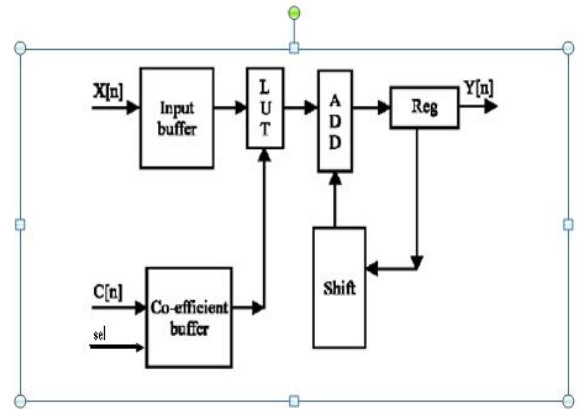 X[n]
Input
buffer
L
U
T
A
D
D
Reg
Y[n]
C[n]
sel
Co-efficient
buffer
Shift